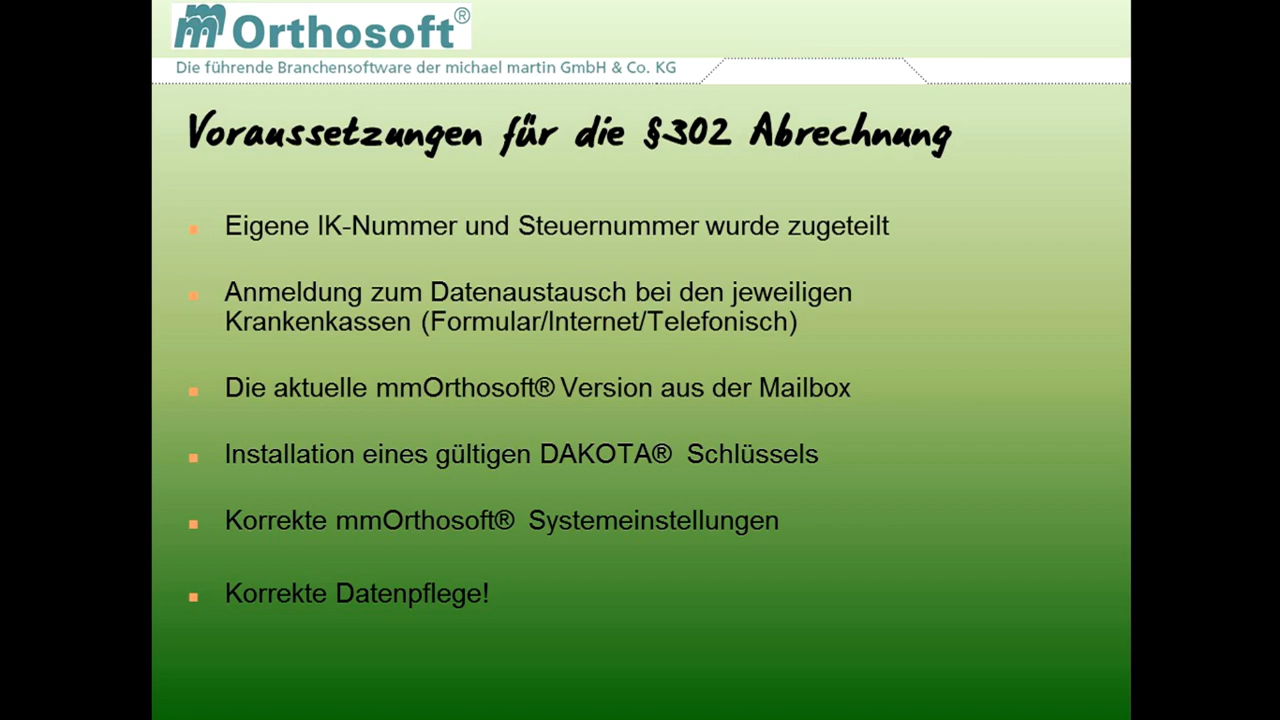 mm Orthosoft®
Die führende Branchensoftware der michael martin GmbH & Co. KG
Voraussetzungen für die §302 Abrechnung
Eigene IK-Nummer und Steuernummer wurde zugeteilt
Anmeldung zum Datenaustausch bei den jeweiligen
Krankenkassen (Formular/Internet/Telefonisch)
Die aktuelle mmOrthosoft® Version aus der Mailbox
Installation eines gültigen DAKOTA® Schlüssels
Korrekte mmOrthosoft® Systemeinstellungen
Korrekte Datenpflege!